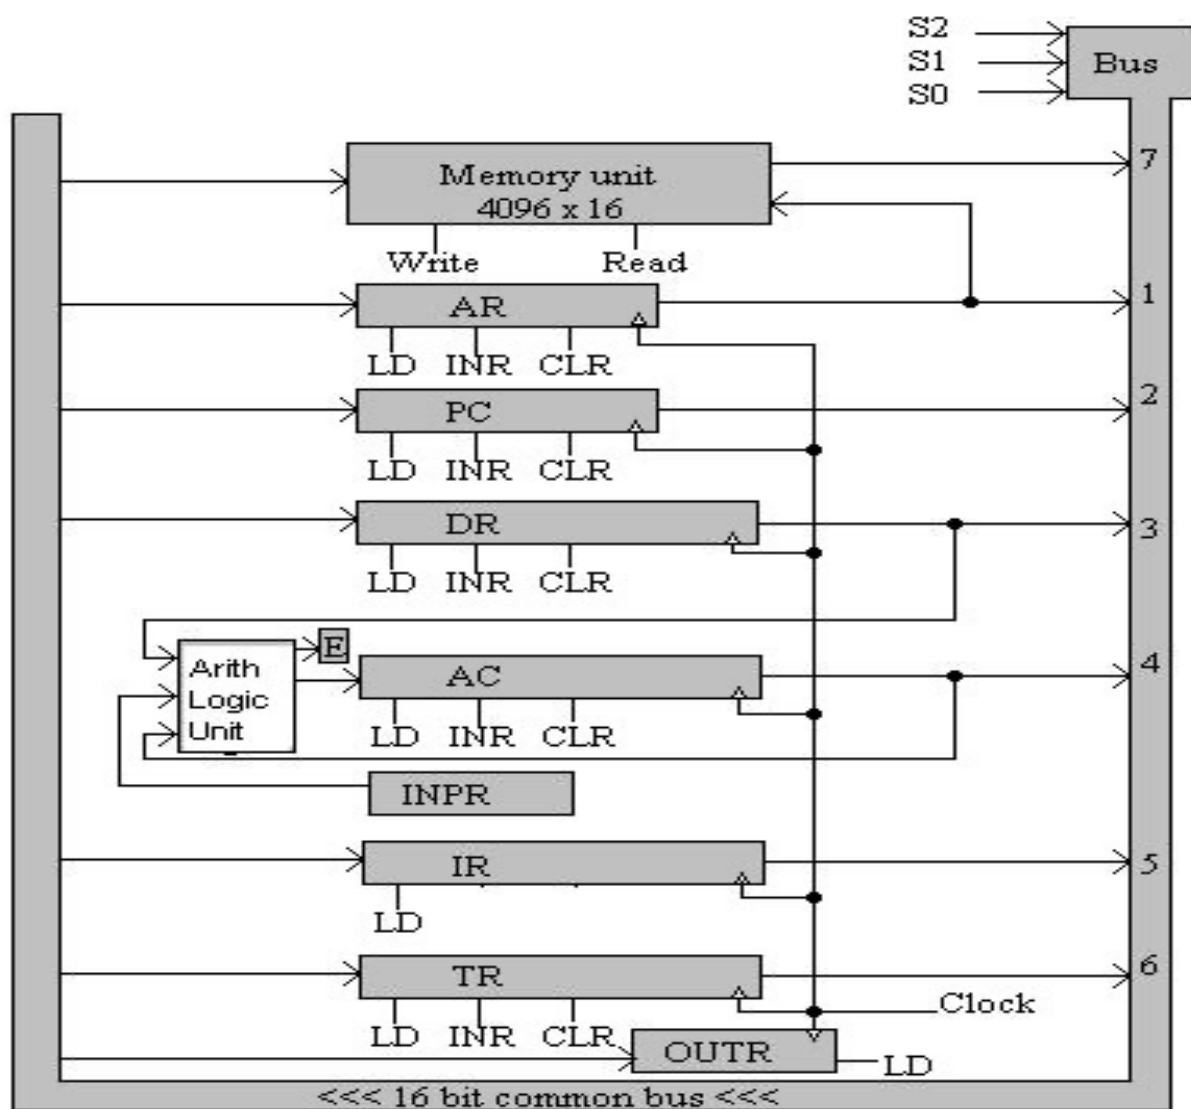 S2
S1
S0
Bus
Memory unit
4096 x 16
7
Write Read
AR
1
LD INR CLR
PC
2
LD INR CLR
DR
3
LD INR CLR
Arith
Logic
Unit
E
AC
4
LD INR CLR
INPR
IR
5
LD
TR
6
LD INR CLR
Clock
OUTR
LD
<<< 16 bit common bus <<<